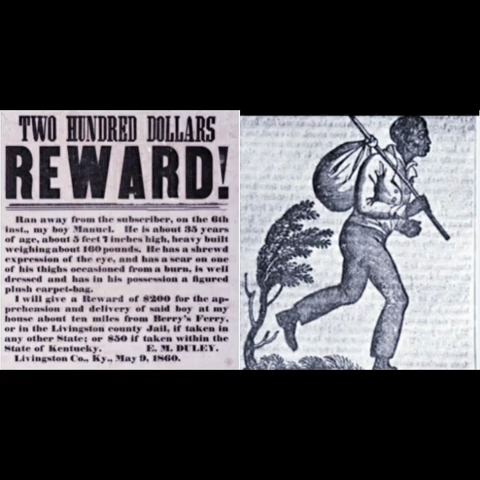 TWO HUNDRED DOLLARS
REWARD!
Ran away from the subscriber, on the 6th
inst., my boy Manuel. He is about 35 years
of age, about 5 feet 7 inches high, heavy built
weighing about 160 pounds. He has a shrewd
expression of the eye, and has a scar on one
of his thighs occasioned from a burn, is well
dressed and has in his possession a figured
plush carpet-bag.
I will give a Reward of $200 for the ap-
prehension and delivery of said boy at my
house about ten miles from Berry's Ferry,
or in the Livingston county Jail, if taken in
any other State; or $50 if taken within the
State of Kentucky. E. M. DULEY.
Livingston Co., Ky., May 9, 1860.